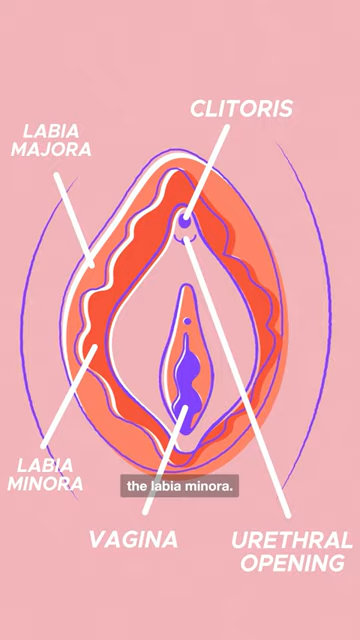 CLITORIS
LABIA
MAJORA
LABIA
MINORA
the labia minora.
VAGINA
URETHRAL
OPENING